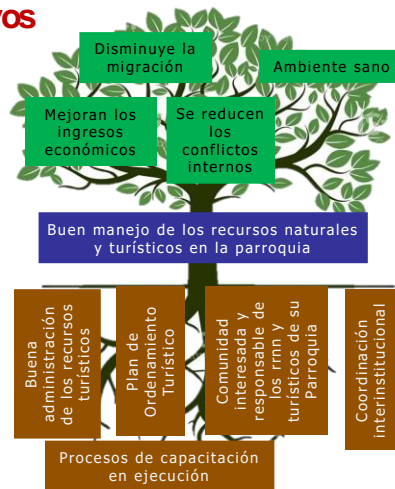 vos
Disminuye la
migración
Ambiente sano
Mejoran los
ingresos
económicos
Se reducen
los
conflictos
internos
Buen manejo de los recursos naturales
y turísticos en la parroquia
Buena
administración
de los recursos
turísticos
Plan de
Ordenamiento
Turístico
Comunidad
interesada y
responsable de
los rrnn y
turísticos de su
Parroquia
Coordinación
interinstitucional
Procesos de capacitación
en ejecución